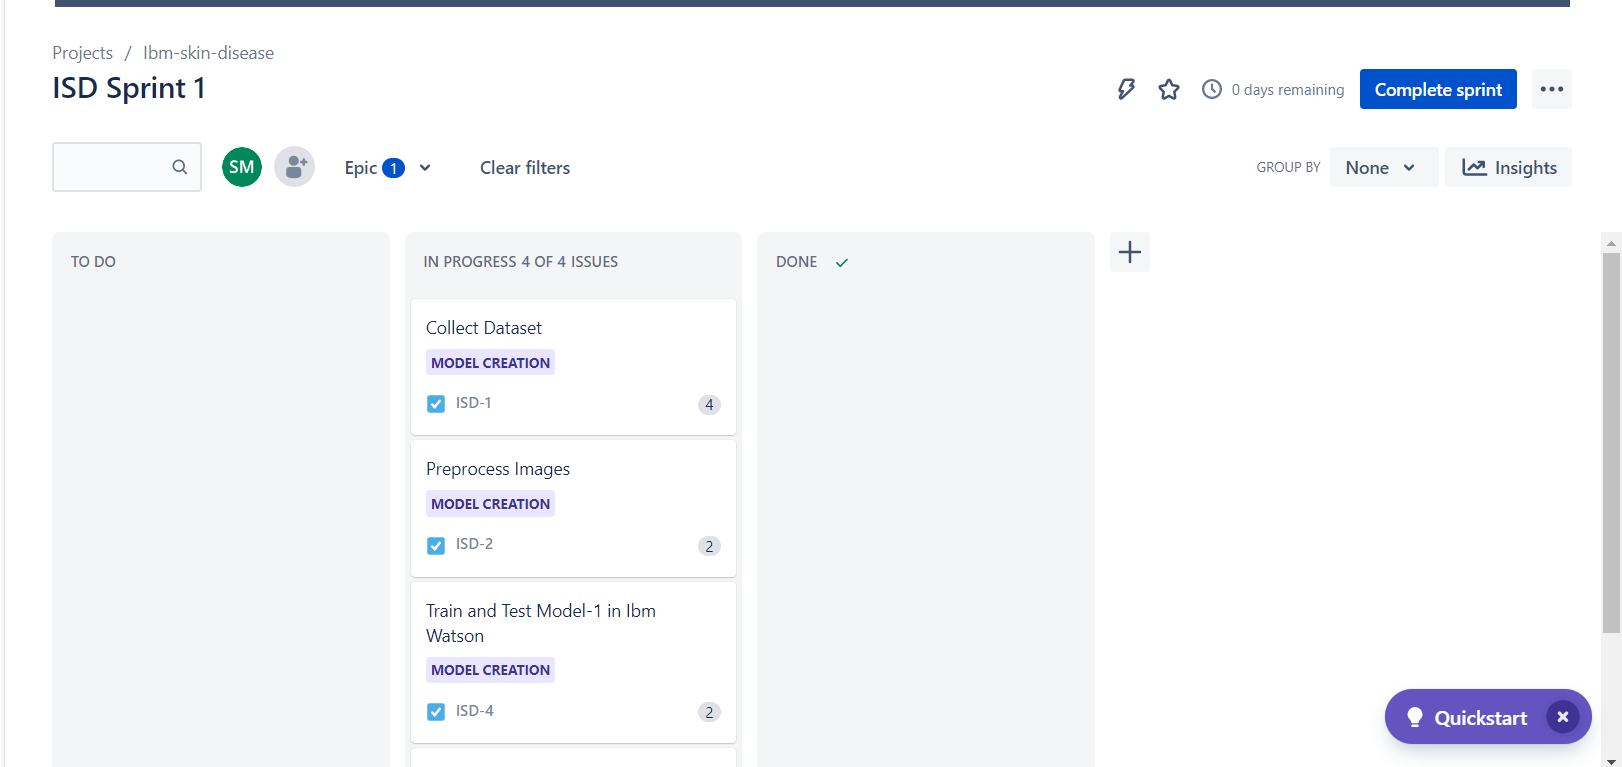 Projects / Ibm-skin-disease
ISD Sprint 1
0 days remaining
Complete sprint
SM
Epic 1
Clear filters
GROUP BY
None
Insights
TO DO
IN PROGRESS 4 OF 4 ISSUES
DONE
Collect Dataset
MODEL CREATION
ISD-1
4
Preprocess Images
MODEL CREATION
ISD-2
2
Train and Test Model-1 in Ibm
Watson
MODEL CREATION
ISD-4
2
Quickstart